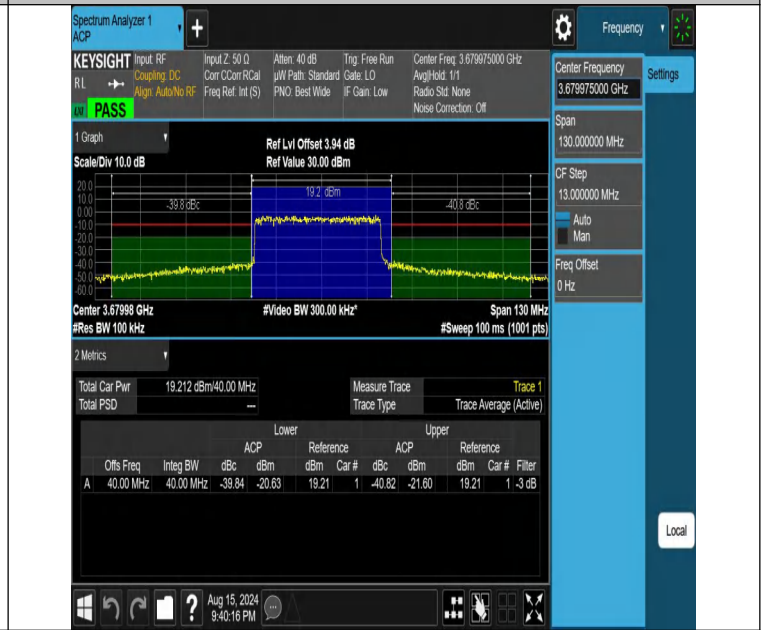 Spectrum Analyzer 1
ACP
+
Frequency
KEYSIGHT Input: RF Input Z: 50 Ω Atten: 40 dB Trig: Free Run Center Freq: 3.679975000 GHz
RL Coupling: DC Corr CCorr RCal µW Path: Standard Gate: LO Avg|Hold: 1/1
Align: Auto/No RF Freq Ref: Int (S) PNO: Best Wide IF Gain: Low Radio Std: None
PASS Noise Correction: Off
Center Frequency
3.679975000 GHz
Settings
Span
130.000000 MHz
CF Step
13.000000 MHz
Auto
Man
Freq Offset
0 Hz
Local
1 Graph
Ref Lvl Offset 3.94 dB
Scale/Div 10.0 dB Ref Value 30.00 dBm
20.0
10.0
0.00
-10.0
-20.0
-30.0
-40.0
-50.0
-60.0
-39.8 dBc 19.2 dBm -40.8 dBc
Center 3.67998 GHz #Video BW 300.00 kHz* Span 130 MHz
#Res BW 100 kHz #Sweep 100 ms (1001 pts)
2 Metrics
Total Car Pwr 19.212 dBm/40.00 MHz Measure Trace Trace 1
Total PSD --- Trace Type Trace Average (Active)
Lower Upper
ACP Reference ACP Reference
Offs Freq Integ BW dBc dBm dBm Car # dBc dBm dBm Car # Filter
A 40.00 MHz 40.00 MHz -39.84 -20.63 19.21 1 -40.82 -21.60 19.21 1 -3 dB
?
Aug 15, 2024
9:40:16 PM